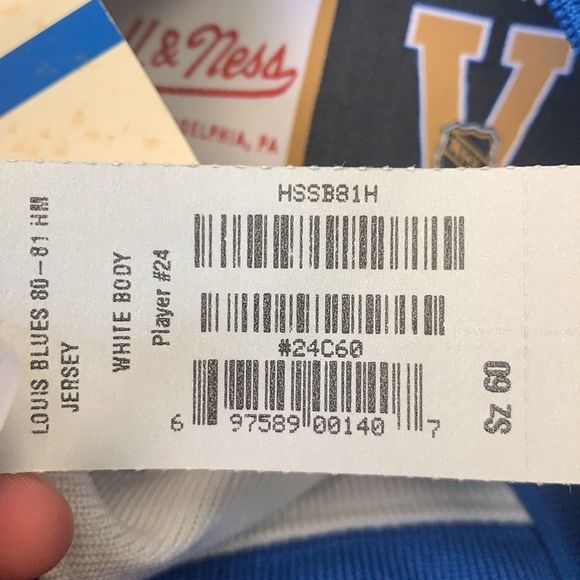 l & Ness
DELPHIA, PA
V
HSSB81H
LOUIS BLUES 80-81 HM
JERSEY
WHITE BODY
Player #24
#24C60
6 97589 00140 7
SZ 60